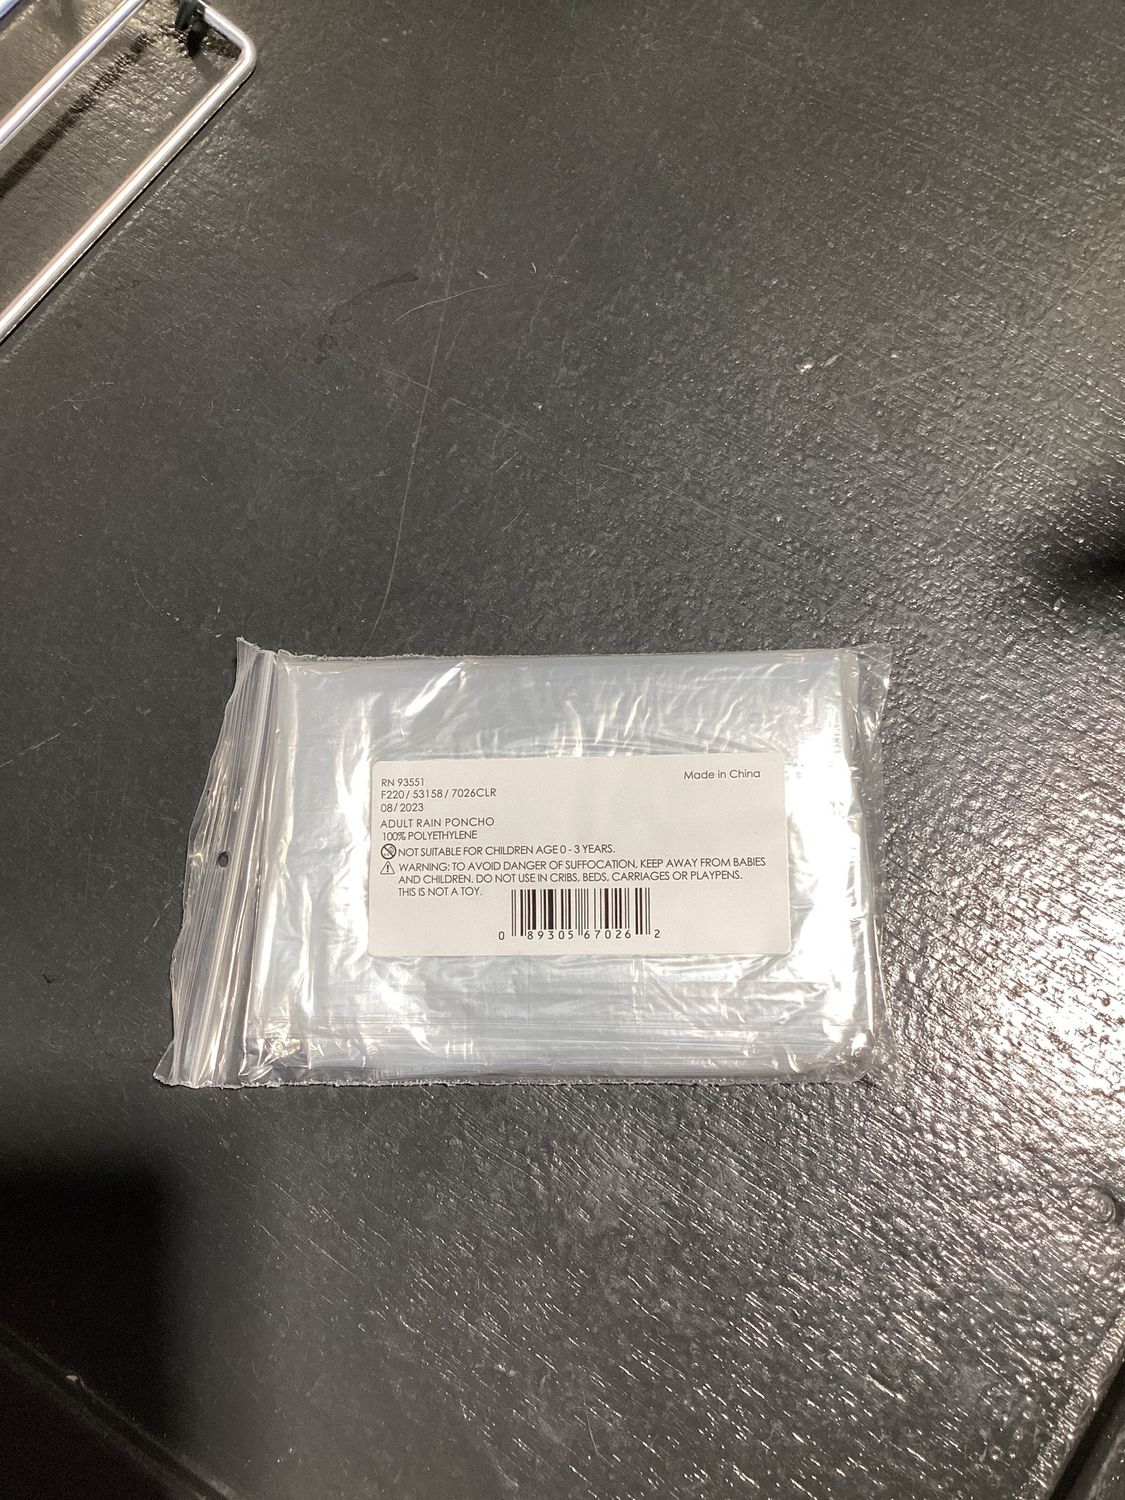 RN 93551
Made in China
F220 / 53158 / 7026CLR
08/ 2023
ADULT RAIN PONCHO
100% POLYETHYLENE
NOT SUITABLE FOR CHILDREN AGE 0 - 3 YEARS.
WARNING: TO AVOID DANGER OF SUFFOCATION, KEEP AWAY FROM BABIES
AND CHILDREN. DO NOT USE IN CRIBS, BEDS, CARRIAGES OR PLAYPENS.
THIS IS NOT A TOY.
0 89305 67026 2